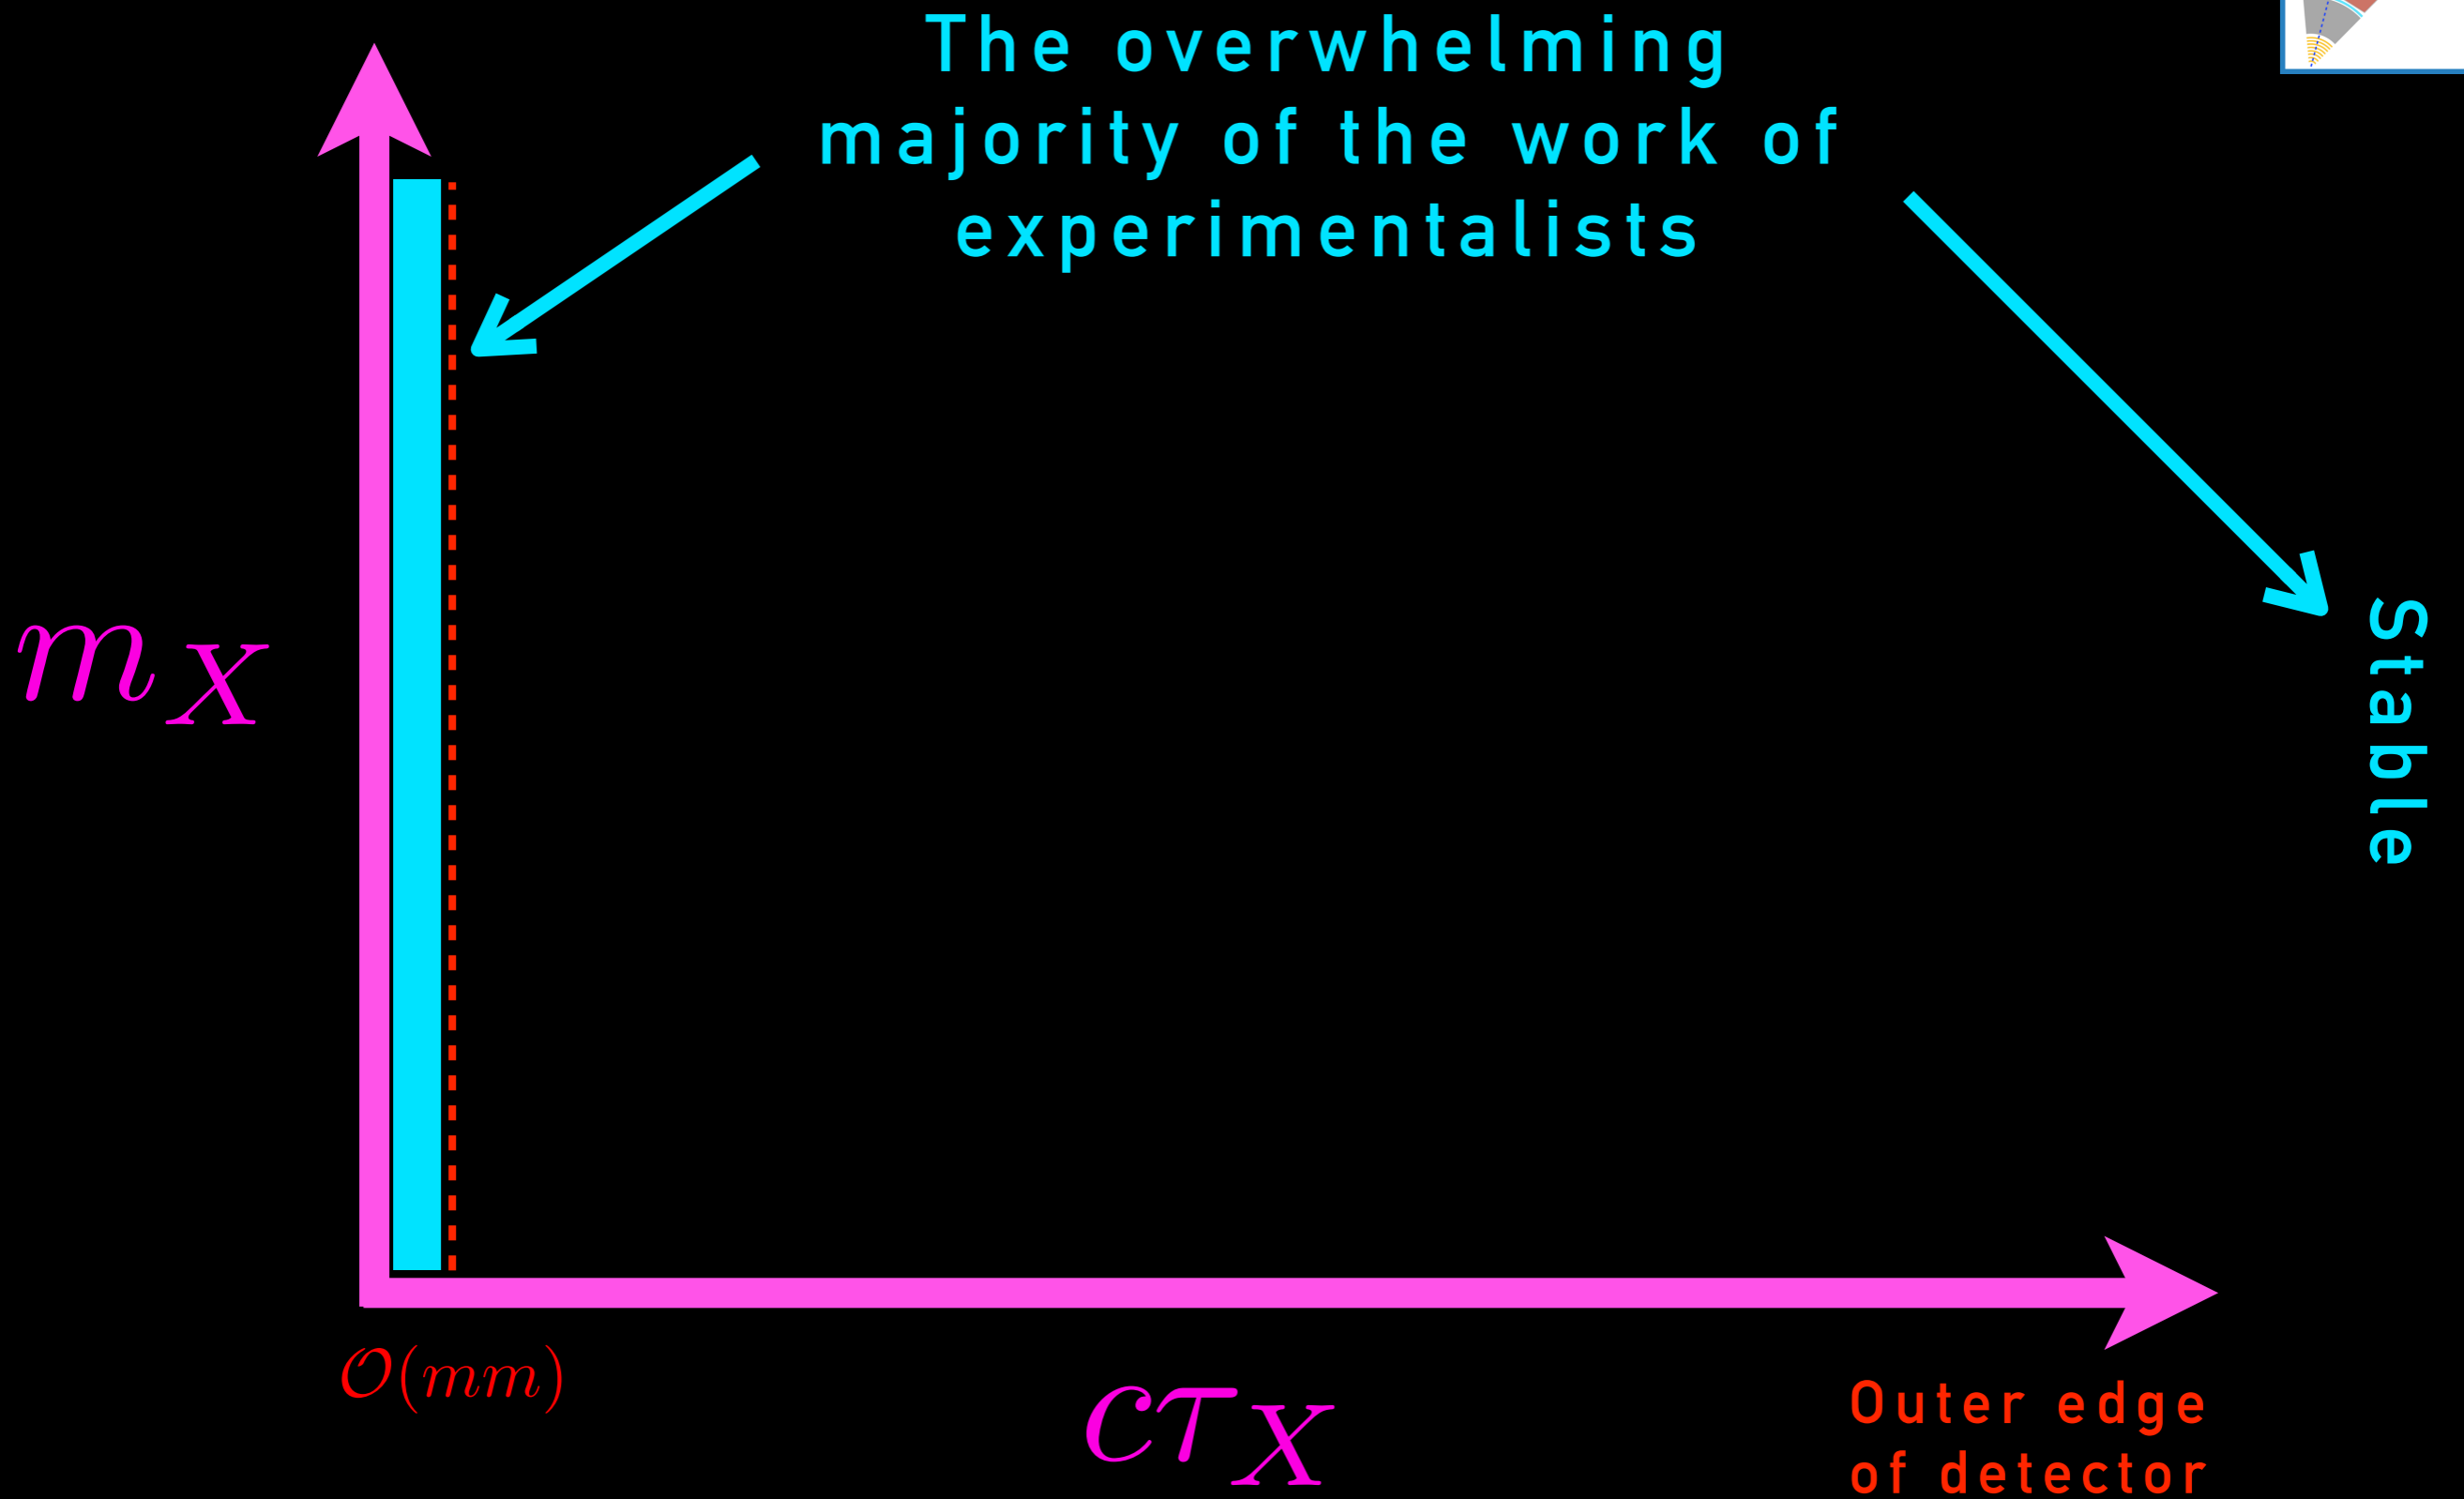 The overwhelming
majority of the work of
experimentalists
m_X
Stable
𝒪(mm)
cτ_X
Outer edge
of detector